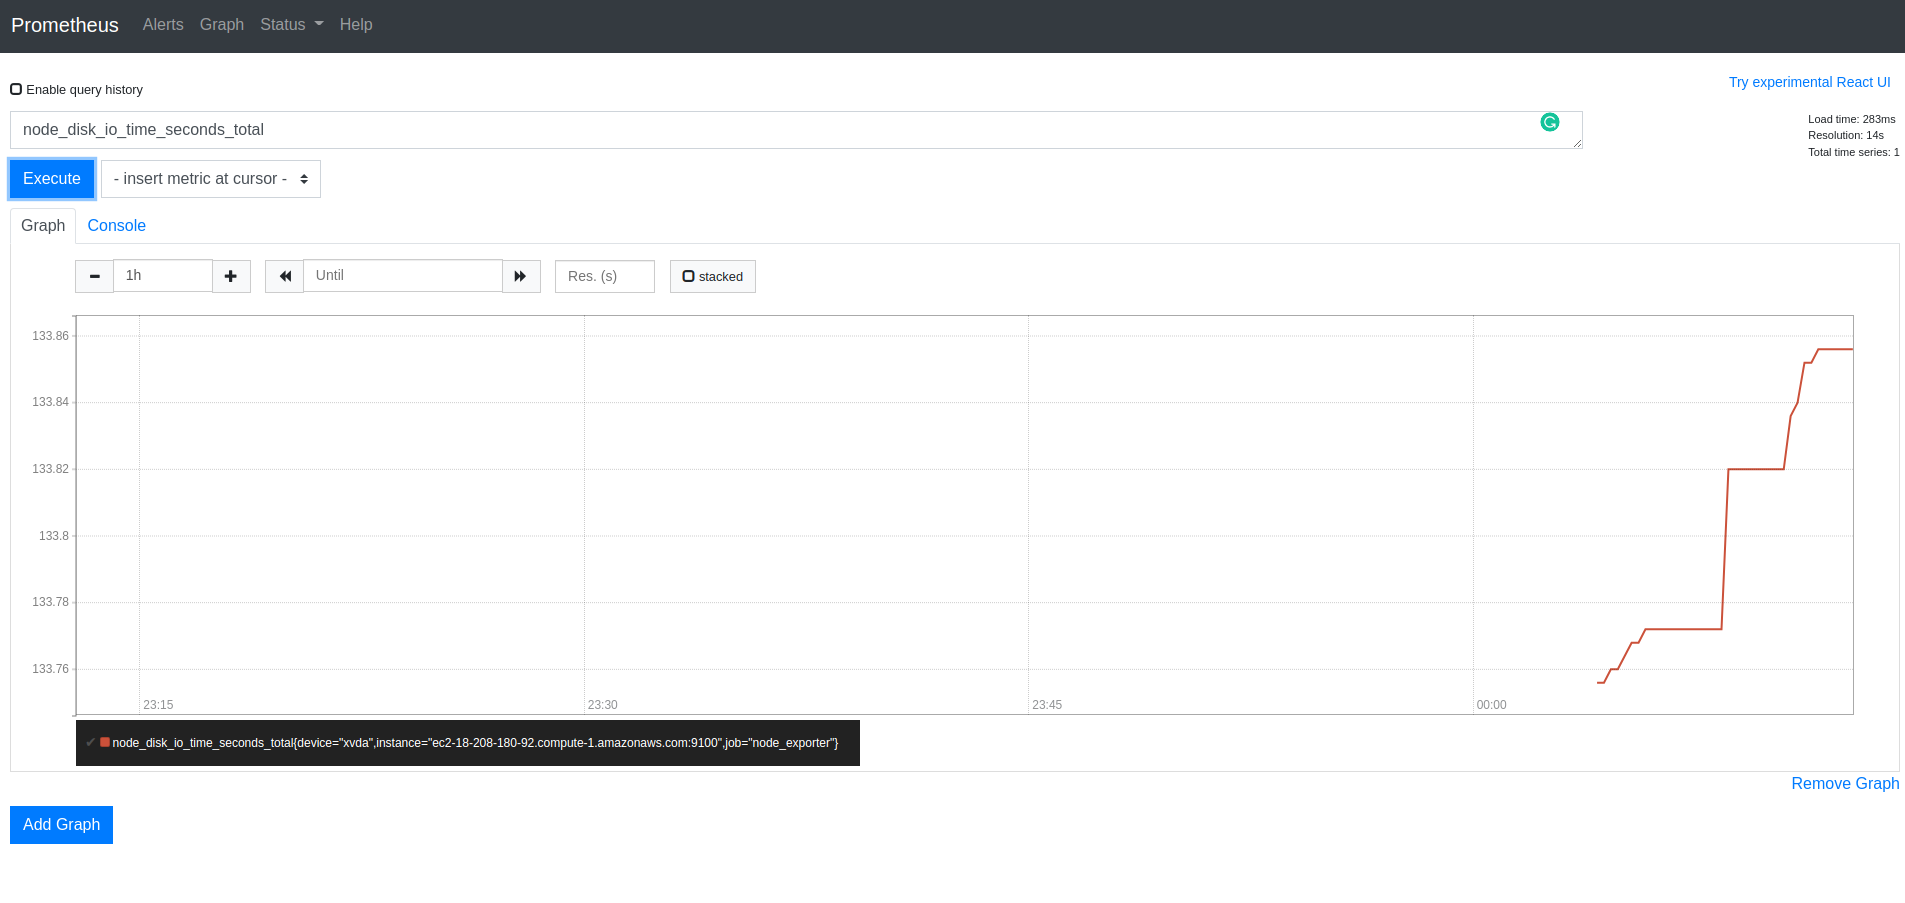 Prometheus Alerts Graph Status Help
Try experimental React UI
Enable query history
node_disk_io_time_seconds_total
Load time: 283ms
Resolution: 14s
Total time series: 1
Execute - insert metric at cursor -
Graph Console
1h Until Res. (s) stacked
133.86
133.84
133.82
133.8
133.78
133.76
23:15 23:30 23:45 00:00
✔ node_disk_io_time_seconds_total{device="xvda",instance="ec2-18-208-180-92.compute-1.amazonaws.com:9100",job="node_exporter"}
Remove Graph
Add Graph